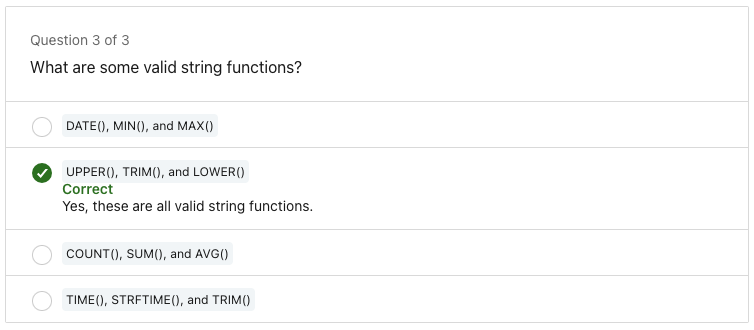 Question 3 of 3
What are some valid string functions?
DATE(), MIN(), and MAX()
UPPER(), TRIM(), and LOWER()
Correct
Yes, these are all valid string functions.
COUNT(), SUM(), and AVG()
TIME(), STRFTIME(), and TRIM()